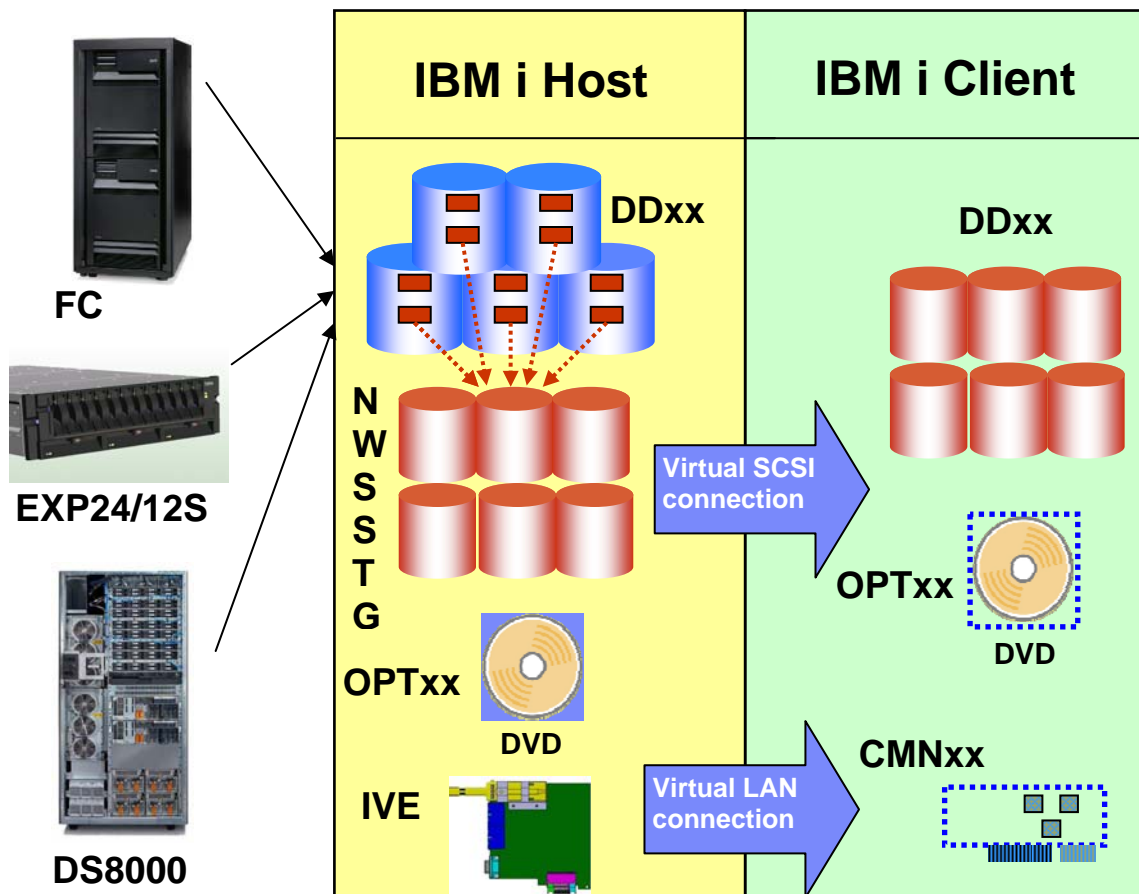 IBM i Host
IBM i Client
FC
EXP24/12S
DS8000
DDxx
N
W
S
S
T
G
OPTxx
DVD
IVE
Virtual SCSI
connection
Virtual LAN
connection
DDxx
OPTxx
DVD
CMNxx